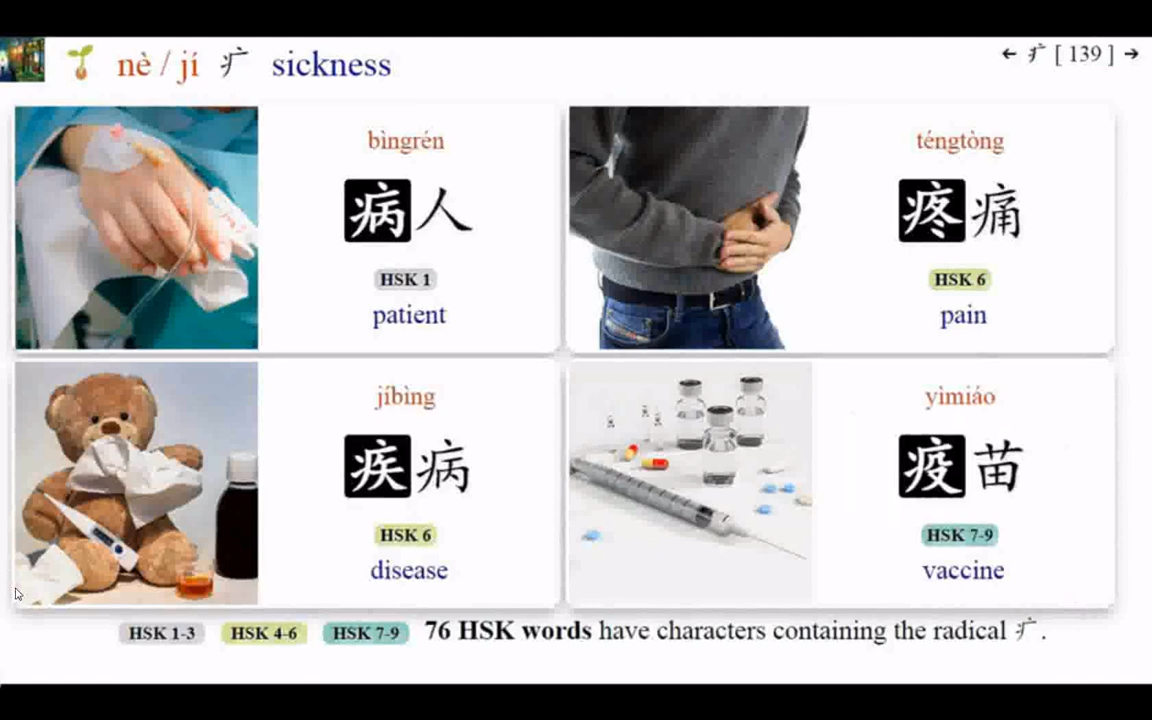 nè / jí 疒 sickness
← 疒 [ 139 ] →
bìngrén
病人
HSK 1
patient
téngtòng
疼痛
HSK 6
pain
jíbìng
疾病
HSK 6
disease
yìmiáo
疫苗
HSK 7-9
vaccine
HSK 1-3 HSK 4-6 HSK 7-9 76 HSK words have characters containing the radical 疒.